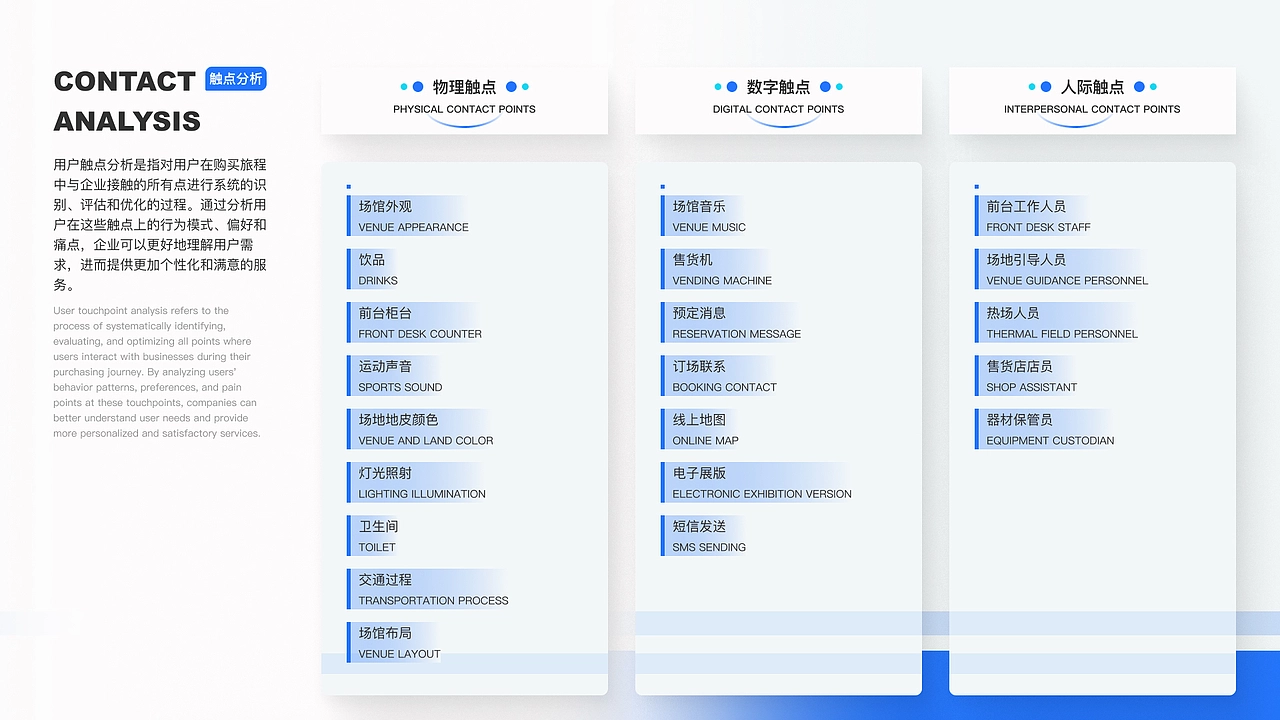 CONTACT 触点分析
ANALYSIS
用户触点分析是指对用户在购买旅程
中与企业接触的所有点进行系统的识
别、评估和优化的过程。通过分析用
户在这些触点上的行为模式、偏好和
痛点，企业可以更好地理解用户需
求，进而提供更加个性化和满意的服
务。
User touchpoint analysis refers to the
process of systematically identifying,
evaluating, and optimizing all points where
users interact with businesses during their
purchasing journey. By analyzing users'
behavior patterns, preferences, and pain
points at these touchpoints, companies can
better understand user needs and provide
more personalized and satisfactory services.
物理触点
PHYSICAL CONTACT POINTS
场馆外观
VENUE APPEARANCE
饮品
DRINKS
前台柜台
FRONT DESK COUNTER
运动声音
SPORTS SOUND
场地地皮颜色
VENUE AND LAND COLOR
灯光照射
LIGHTING ILLUMINATION
卫生间
TOILET
交通过程
TRANSPORTATION PROCESS
场馆布局
VENUE LAYOUT
数字触点
DIGITAL CONTACT POINTS
场馆音乐
VENUE MUSIC
售货机
VENDING MACHINE
预定消息
RESERVATION MESSAGE
订场联系
BOOKING CONTACT
线上地图
ONLINE MAP
电子展版
ELECTRONIC EXHIBITION VERSION
短信发送
SMS SENDING
人际触点
INTERPERSONAL CONTACT POINTS
前台工作人员
FRONT DESK STAFF
场地引导人员
VENUE GUIDANCE PERSONNEL
热场人员
THERMAL FIELD PERSONNEL
售货店店员
SHOP ASSISTANT
器材保管员
EQUIPMENT CUSTODIAN